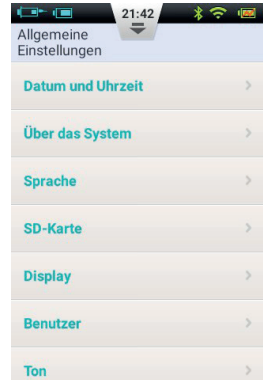 21:42
Allgemeine
Einstellungen
Datum und Uhrzeit
Über das System
Sprache
SD-Karte
Display
Benutzer
Ton